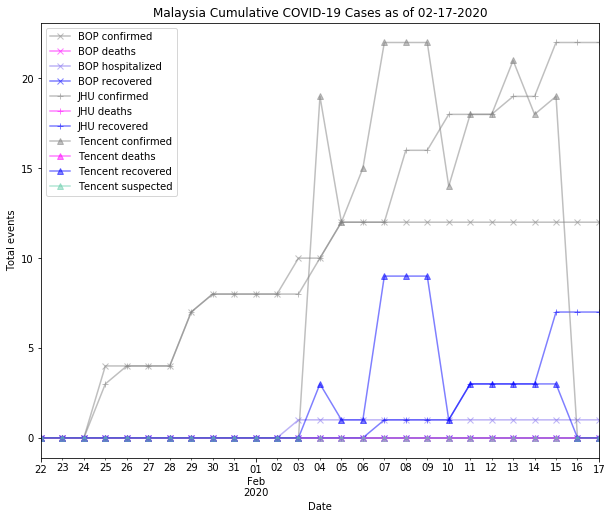 Malaysia Cumulative COVID-19 Cases as of 02-17-2020
BOP confirmed
BOP deaths
BOP hospitalized
BOP recovered
JHU confirmed
JHU deaths
JHU recovered
Tencent confirmed
Tencent deaths
Tencent recovered
Tencent suspected
Total events
20
15
10
5
0
22 23 24 25 26 27 28 29 30 31 01 02 03 04 05 06 07 08 09 10 11 12 13 14 15 16 17
Feb
2020
Date